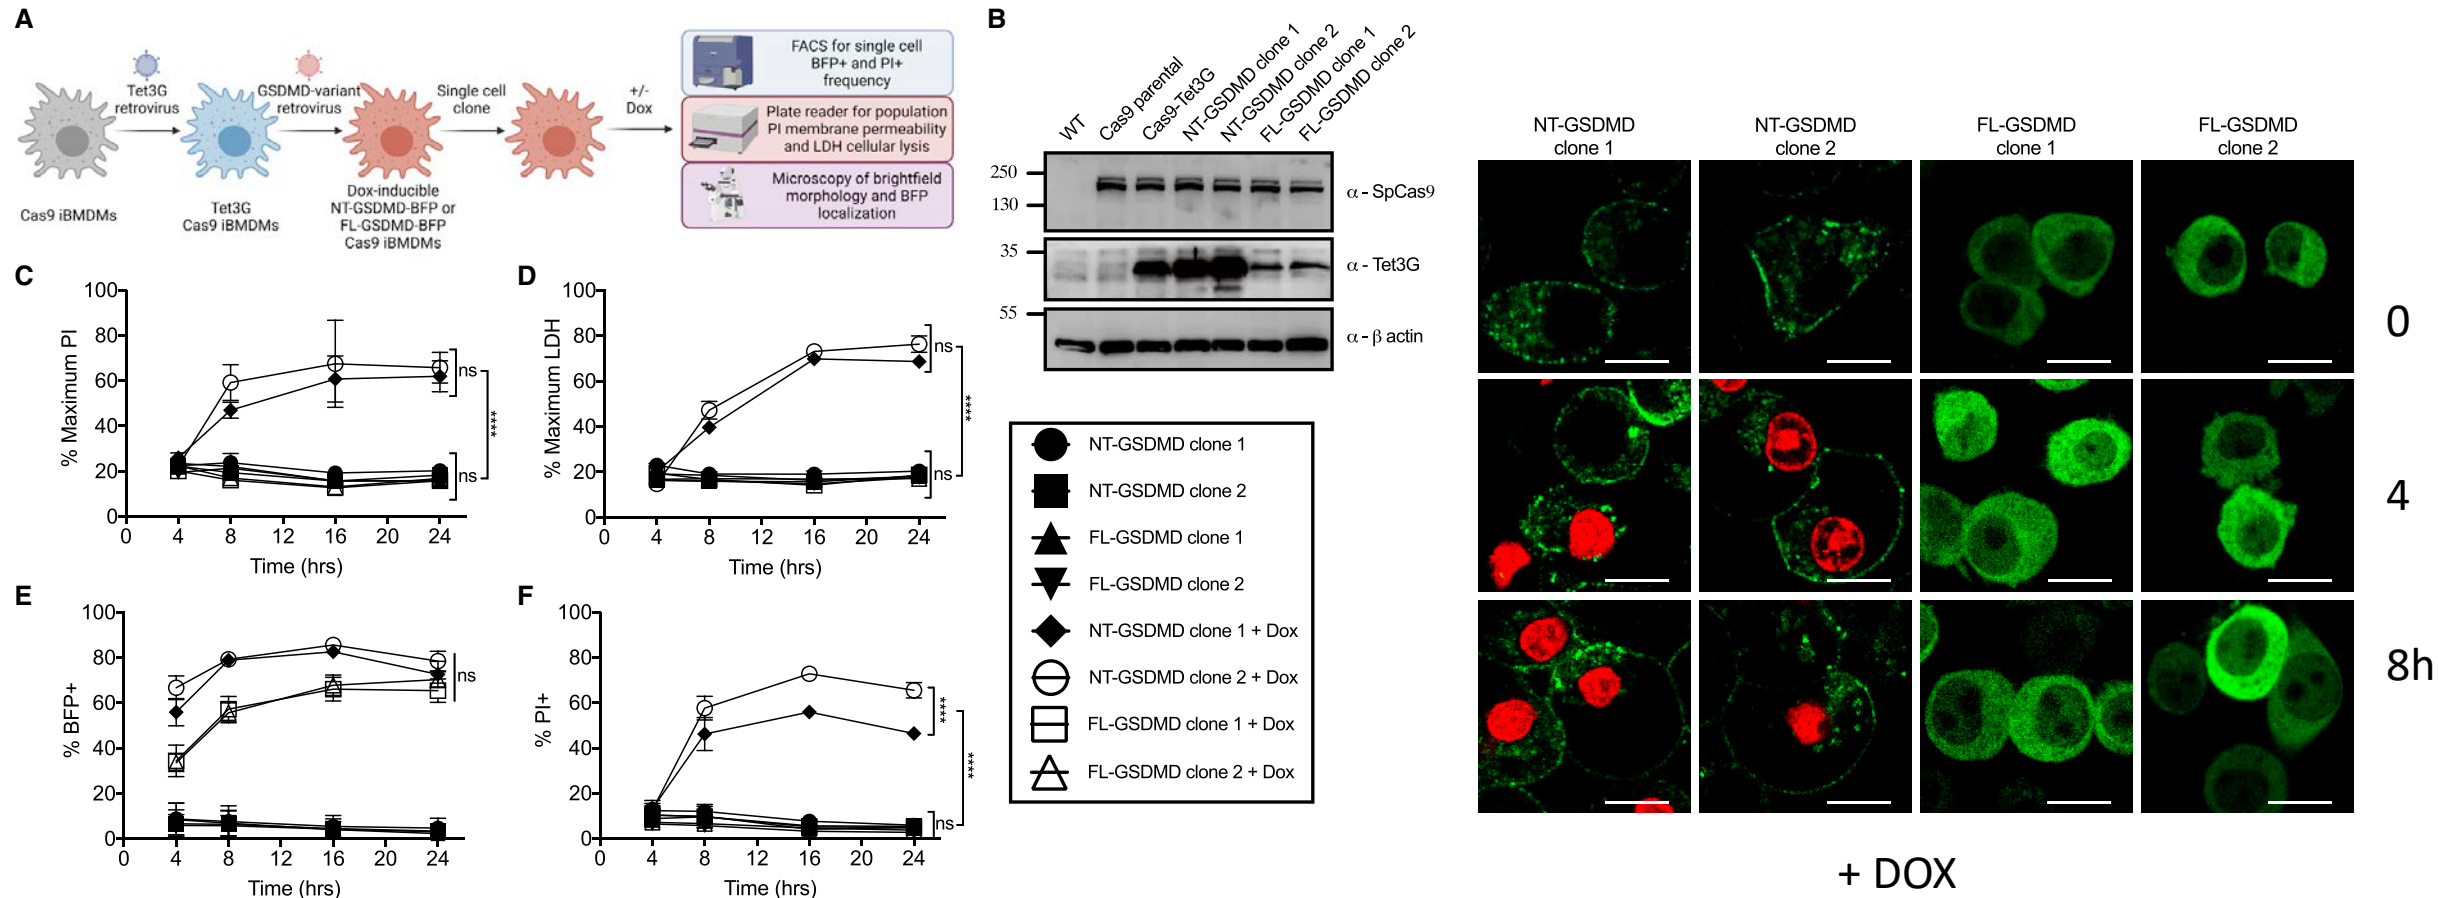 A
Tet3G
retrovirus
GSDMD-variant
retrovirus
Single cell
clone
+/-
Dox
Cas9 iBMDMs
Tet3G
Cas9 iBMDMs
Dox-inducible
NT-GSDMD-BFP or
FL-GSDMD-BFP
Cas9 iBMDMs
FACS for single cell
BFP+ and PI+
frequency
Plate reader for population
PI membrane permeability
and LDH cellular lysis
Microscopy of brightfield
morphology and BFP
localization
B
WT
Cas9 parental
Cas9-Tet3G
NT-GSDMD clone 1
NT-GSDMD clone 2
FL-GSDMD clone 1
FL-GSDMD clone 2
250
130
α - SpCas9
35
α - Tet3G
55
α - β actin
C
% Maximum PI
100
80
60
40
20
0
0 4 8 12 16 20 24
Time (hrs)
ns
ns
****
D
% Maximum LDH
100
80
60
40
20
0
0 4 8 12 16 20 24
Time (hrs)
ns
ns
****
E
% BFP+
100
80
60
40
20
0
0 4 8 12 16 20 24
Time (hrs)
ns
F
% PI+
100
80
60
40
20
0
0 4 8 12 16 20 24
Time (hrs)
****
****
ns
NT-GSDMD clone 1
NT-GSDMD clone 2
FL-GSDMD clone 1
FL-GSDMD clone 2
NT-GSDMD clone 1 + Dox
NT-GSDMD clone 2 + Dox
FL-GSDMD clone 1 + Dox
FL-GSDMD clone 2 + Dox
NT-GSDMD
clone 1
NT-GSDMD
clone 2
FL-GSDMD
clone 1
FL-GSDMD
clone 2
0
4
8h
+ DOX